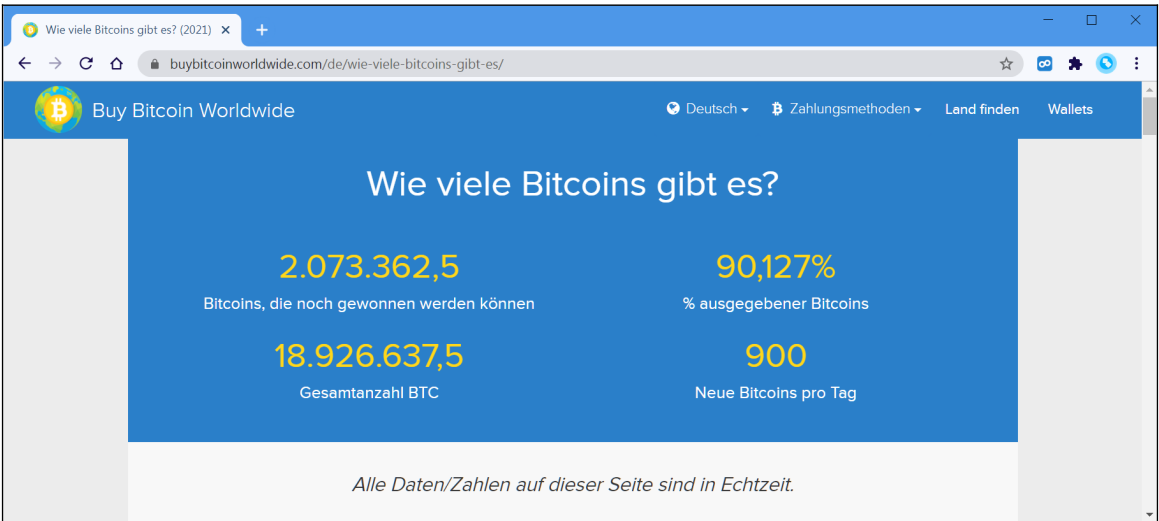 Wie viele Bitcoins gibt es? (2021)
buybitcoinworldwide.com/de/wie-viele-bitcoins-gibt-es/
Buy Bitcoin Worldwide
Deutsch
Zahlungsmethoden
Land finden
Wallets
Wie viele Bitcoins gibt es?
2.073.362,5
90,127%
Bitcoins, die noch gewonnen werden können
% ausgegebener Bitcoins
18.926.637,5
900
Gesamtanzahl BTC
Neue Bitcoins pro Tag
Alle Daten/Zahlen auf dieser Seite sind in Echtzeit.